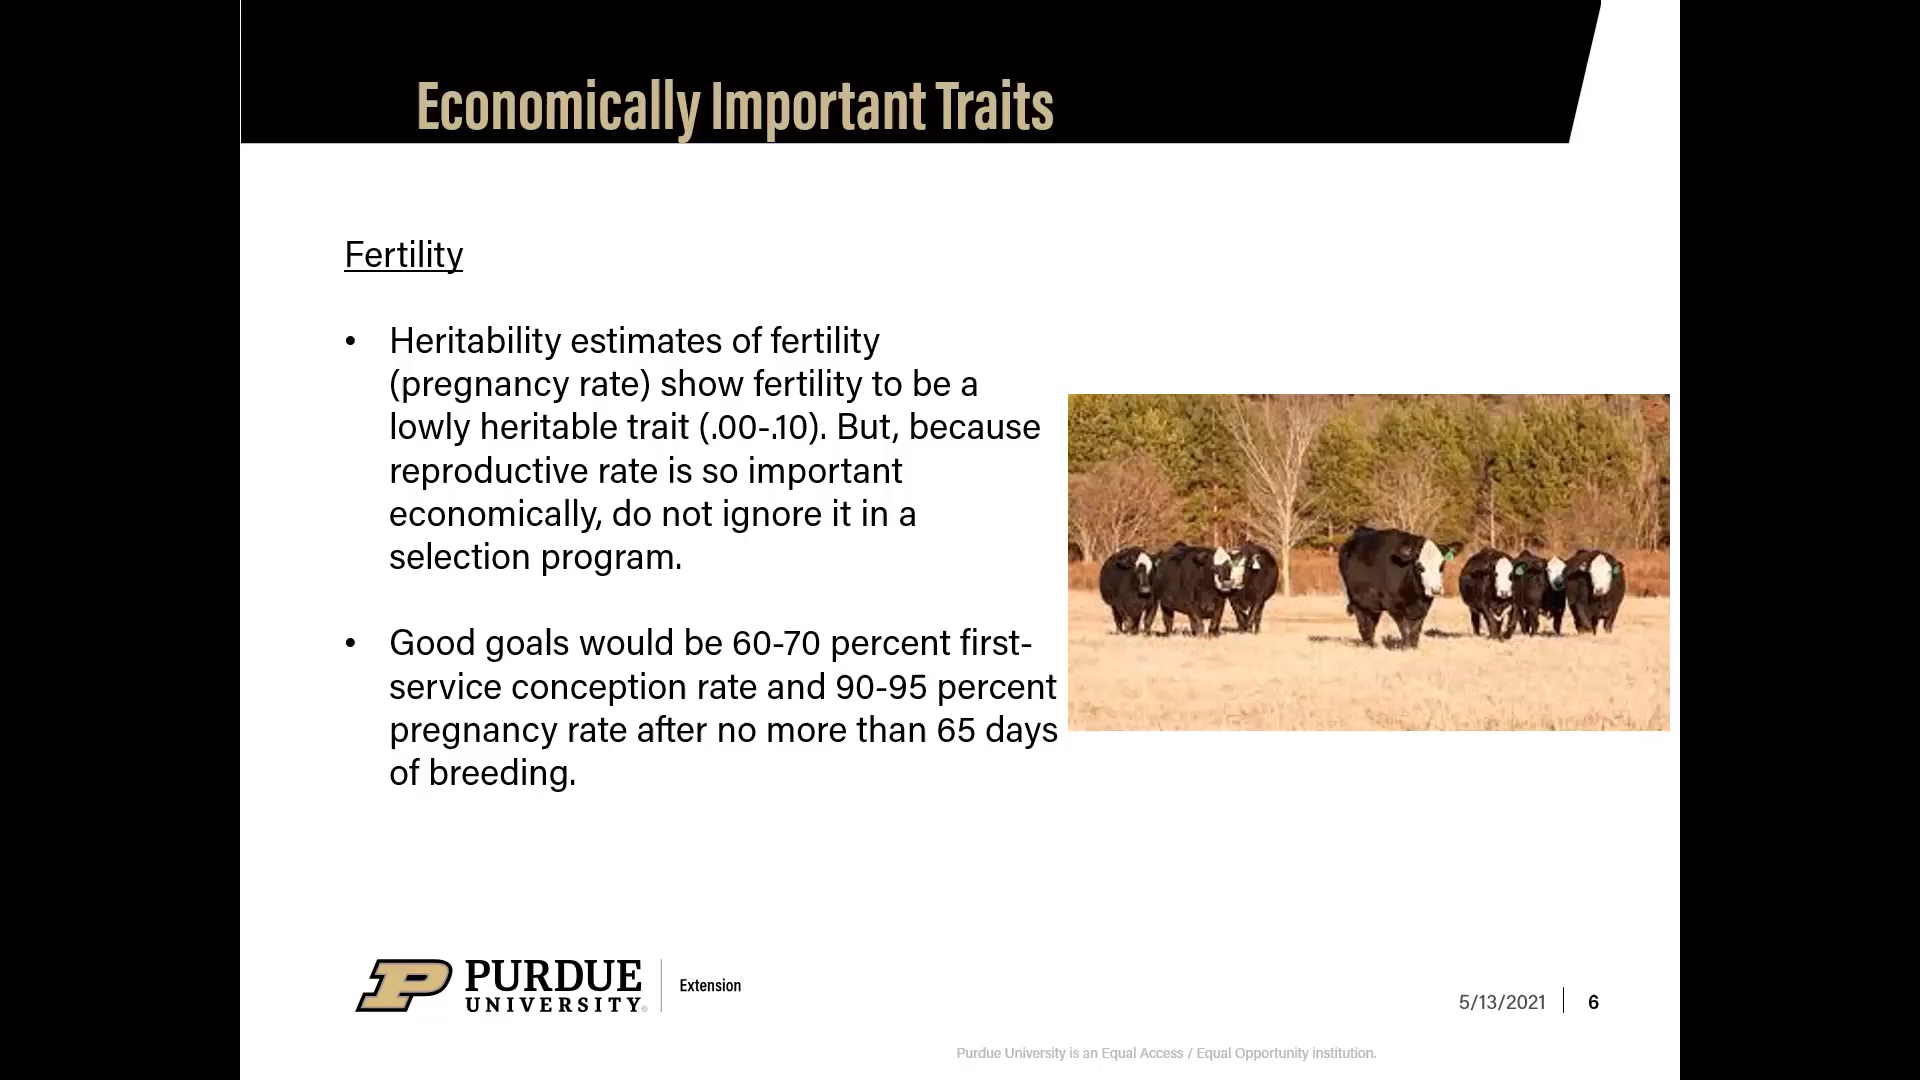 Economically Important Traits
Fertility
• Heritability estimates of fertility
(pregnancy rate) show fertility to be a
lowly heritable trait (.00-.10). But, because
reproductive rate is so important
economically, do not ignore it in a
selection program.
• Good goals would be 60-70 percent first-
service conception rate and 90-95 percent
pregnancy rate after no more than 65 days
of breeding.
P PURDUE
UNIVERSITY®
Extension
5/13/2021 6
Purdue University is an Equal Access / Equal Opportunity institution.